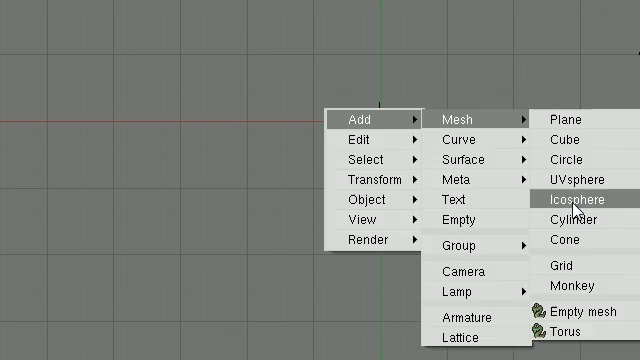 Add
Edit
Select
Transform
Object
View
Render
Mesh
Curve
Surface
Meta
Text
Empty
Group
Camera
Lamp
Armature
Lattice
Plane
Cube
Circle
UVsphere
Icosphere
Cylinder
Cone
Grid
Monkey
Empty mesh
Torus